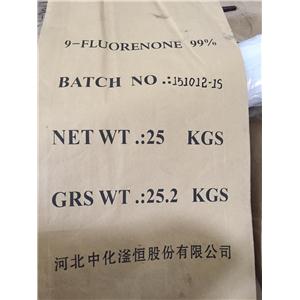 9-FLUORENONE 99%
BATCH NO.:151012-15
NET WT.:25 KGS
GRS WT.:25.2 KGS
河北中化滏恒股份有限公司